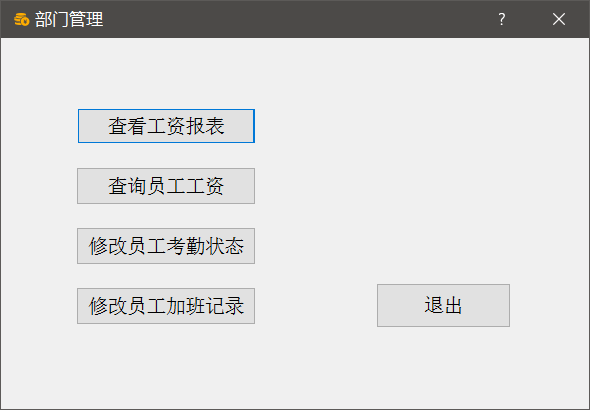 部门管理
?
查看工资报表
查询员工工资
修改员工考勤状态
修改员工加班记录
退出